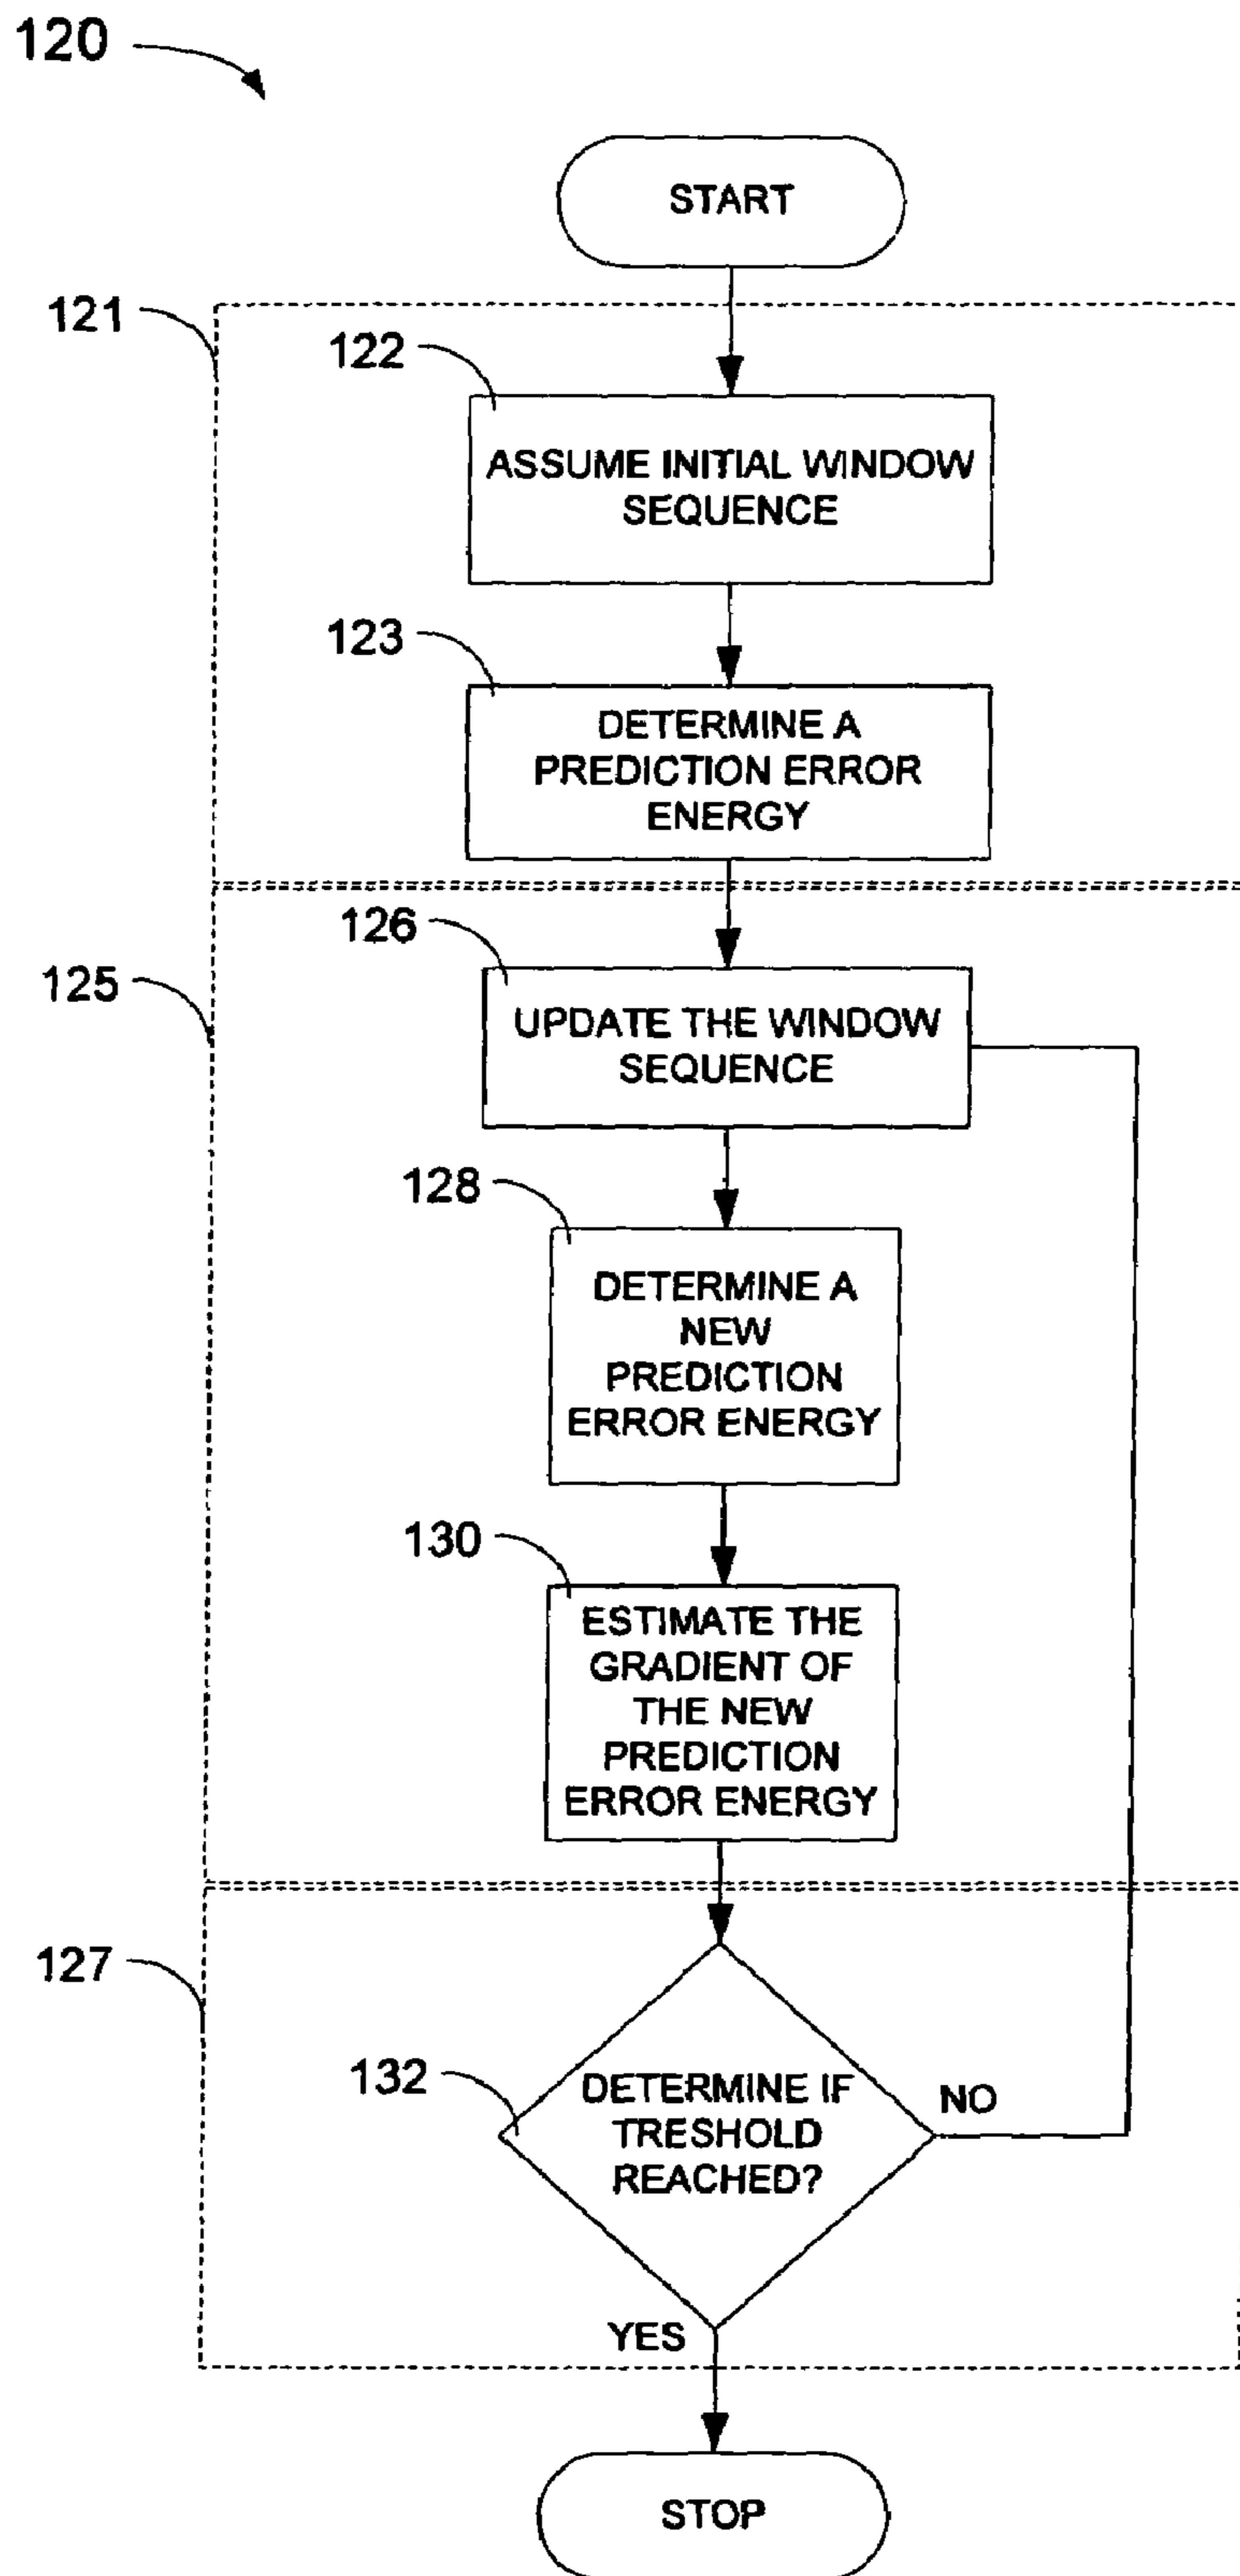 120
START
121
122
ASSUME INITIAL WINDOW
SEQUENCE
123
DETERMINE A
PREDICTION ERROR
ENERGY
125
126
UPDATE THE WINDOW
SEQUENCE
128
DETERMINE A
NEW
PREDICTION
ERROR ENERGY
130
ESTIMATE THE
GRADIENT OF
THE NEW
PREDICTION
ERROR ENERGY
127
132
DETERMINE IF
TRESHOLD
REACHED?
NO
YES
STOP